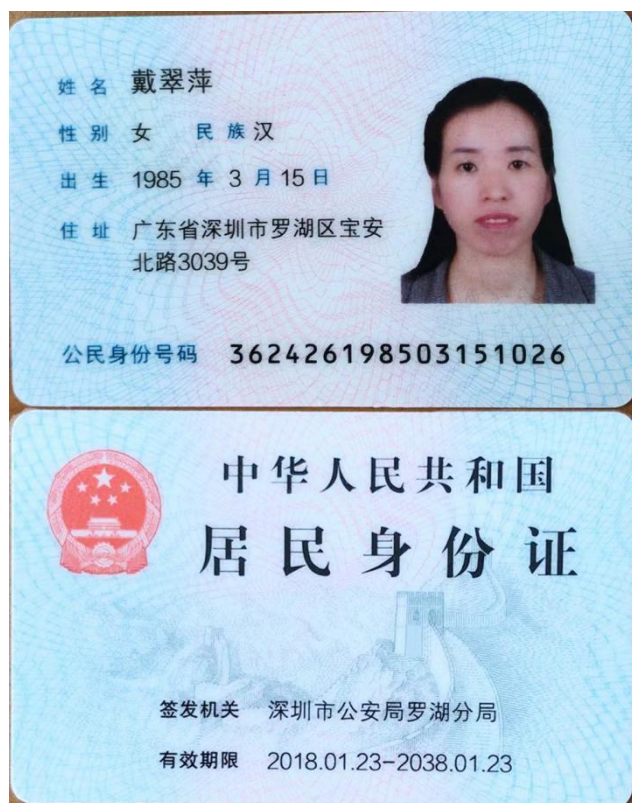 姓名 戴翠萍
性别 女 民族 汉
出生 1985 年 3 月 15 日
住址 广东省深圳市罗湖区宝安
北路3039号
公民身份号码 362426198503151026
中华人民共和国
居民身份证
签发机关 深圳市公安局罗湖分局
有效期限 2018.01.23-2038.01.23